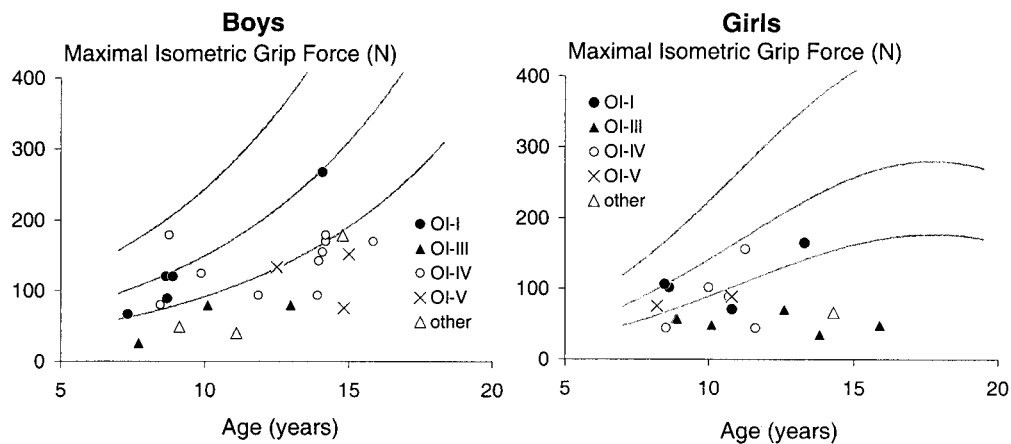 Boys
Maximal Isometric Grip Force (N)
400
300
200
100
0
5
10
15
20
Age (years)
OI-I
OI-III
OI-IV
OI-V
other
Girls
Maximal Isometric Grip Force (N)
400
300
200
100
0
5
10
15
20
Age (years)
OI-I
OI-III
OI-IV
OI-V
other